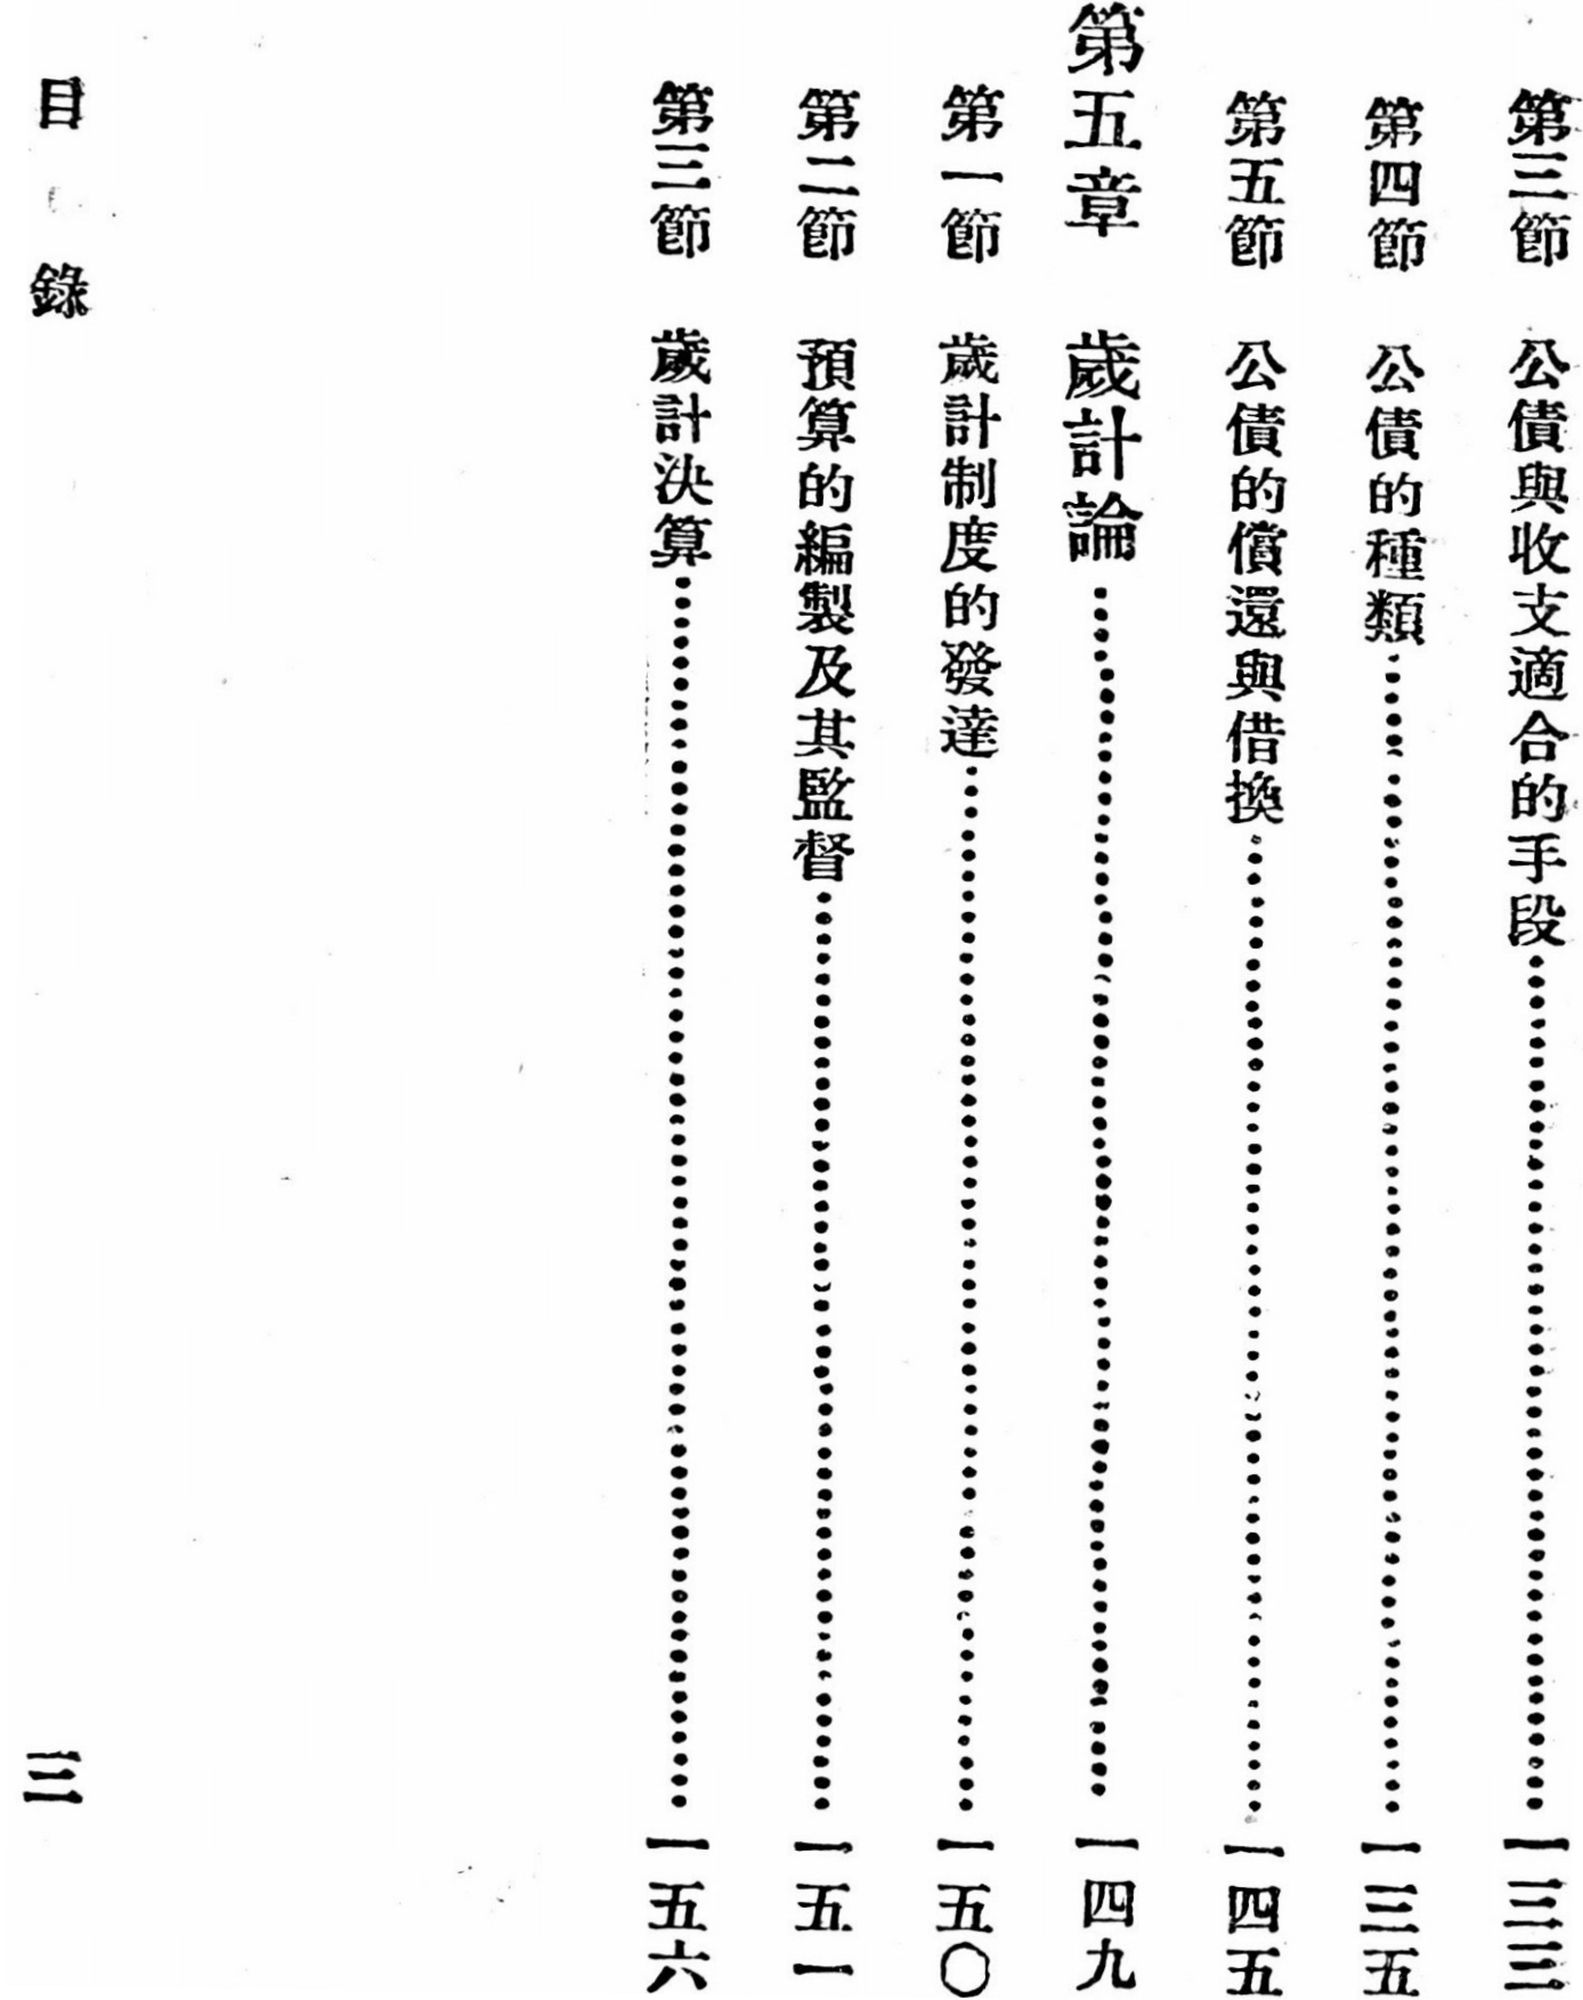 第三節　公債與收支適合的手段…………一三三
第四節　公債的種類…………一三五
第五節　公債的償還與借換…………一四五
第五章　歲計論…………一四九
第一節　歲計制度的發達…………一五〇
第二節　預算的編製及其監督…………一五一
第三節　歲計決算…………一五六
目錄　三